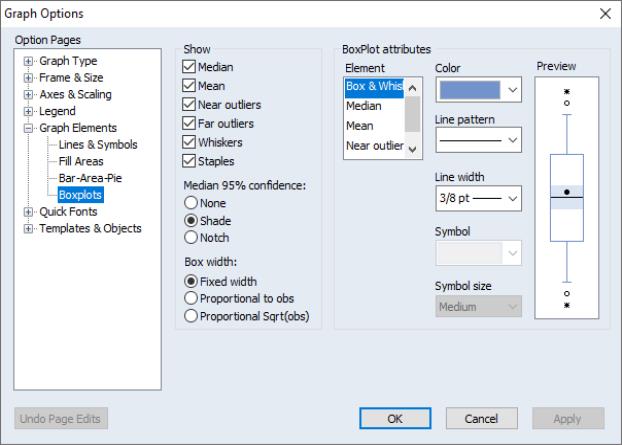 Graph Options
Option Pages
Graph Type
Frame & Size
Axes & Scaling
Legend
Graph Elements
Lines & Symbols
Fill Areas
Bar-Area-Pie
Boxplots
Quick Fonts
Templates & Objects
Show
Median
Mean
Near outliers
Far outliers
Whiskers
Staples
Median 95% confidence:
None
Shade
Notch
Box width:
Fixed width
Proportional to obs
Proportional Sqrt(obs)
BoxPlot attributes
Element
Box & Whis
Median
Mean
Near outlier
Color
Line pattern
Line width
3/8 pt
Symbol
Symbol size
Medium
Preview
Undo Page Edits
OK
Cancel
Apply